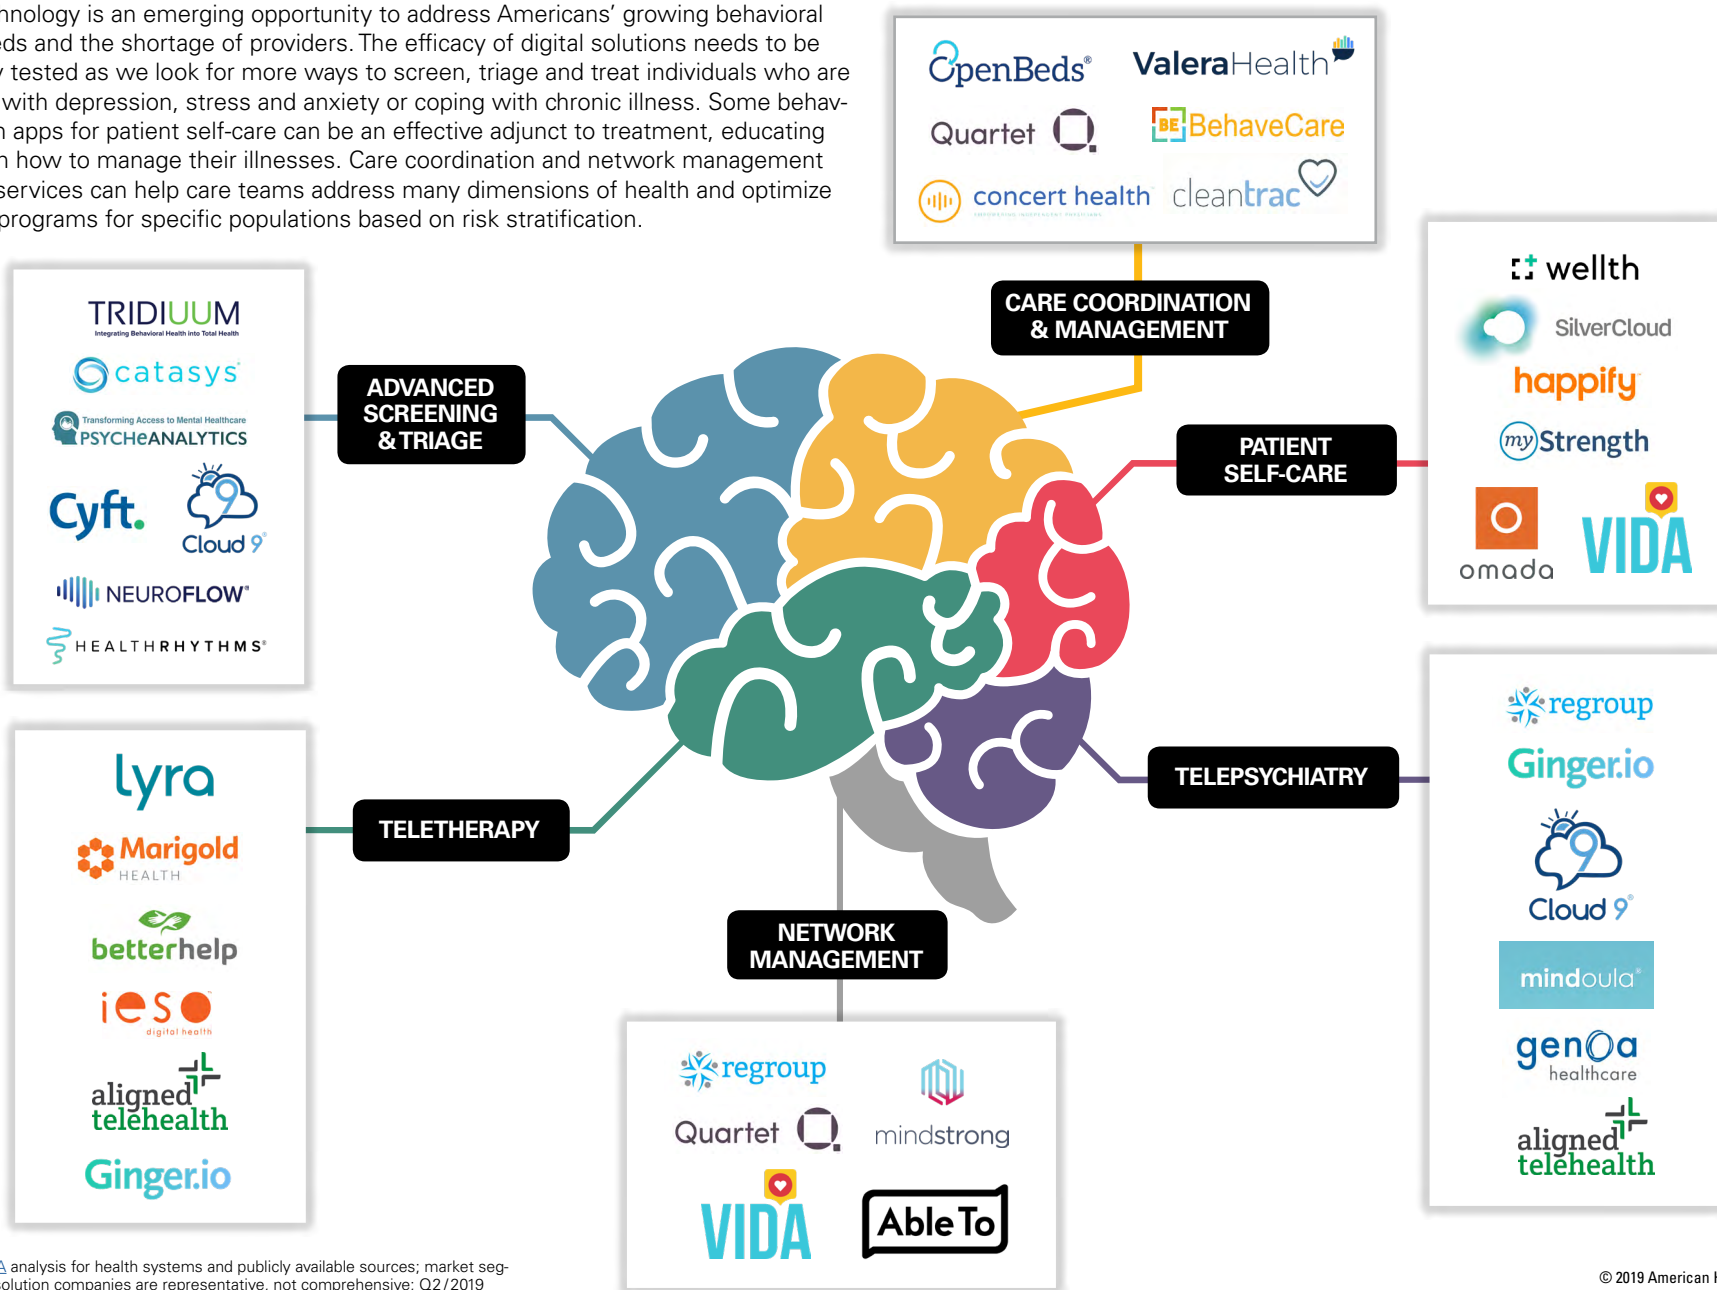 nology is an emerging opportunity to address Americans’ growing behavioral
ds and the shortage of providers. The efficacy of digital solutions needs to be
tested as we look for more ways to screen, triage and treat individuals who are
with depression, stress and anxiety or coping with chronic illness. Some behav-
apps for patient self-care can be an effective adjunct to treatment, educating
how to manage their illnesses. Care coordination and network management
services can help care teams address many dimensions of health and optimize
programs for specific populations based on risk stratification.
OpenBeds®
ValeraHealth
Quartet
BE BehaveCare
concert health
EMPOWERING INDEPENDENT PHYSICIANS
cleantrac
CARE COORDINATION
& MANAGEMENT
TRIDIUUM
Integrating Behavioral Health into Total Health
catasys
Transforming Access to Mental Healthcare
PSYCHeANALYTICS
Cyft.
9
Cloud 9
NEUROFLOW
HEALTHRHYTHMS®
ADVANCED
SCREENING
& TRIAGE
wellth
SilverCloud
happify
myStrength
omada
VIDA
PATIENT
SELF-CARE
lyra
Marigold
HEALTH
betterhelp
ieso
digital health
aligned
telehealth
Ginger.io
TELETHERAPY
regroup
Ginger.io
9
Cloud 9
mindoula®
genoa
healthcare
aligned
telehealth
TELEPSYCHIATRY
NETWORK
MANAGEMENT
regroup
Quartet
mindstrong
VIDA
AbleTo
A analysis for health systems and publicly available sources; market seg-
solution companies are representative, not comprehensive; Q2/2019
© 2019 American H